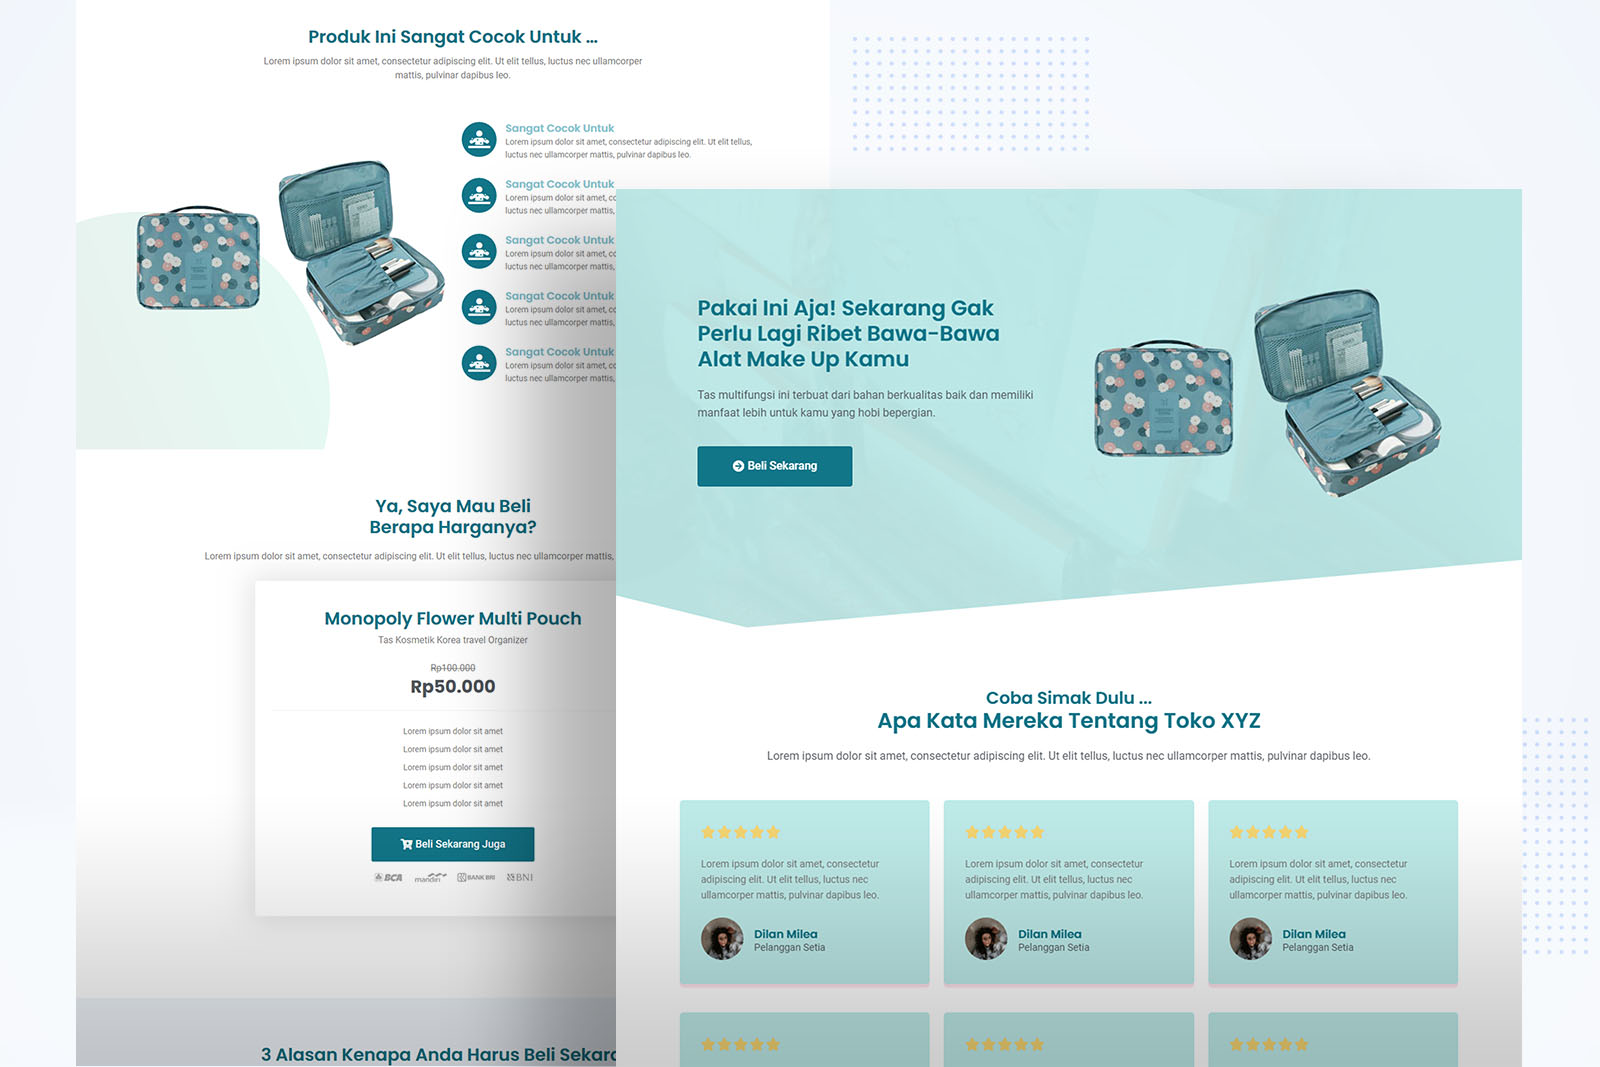 Produk Ini Sangat Cocok Untuk ...
Lorem ipsum dolor sit amet, consectetur adipiscing elit. Ut elit tellus, luctus nec ullamcorper
mattis, pulvinar dapibus leo.
Sangat Cocok Untuk
Lorem ipsum dolor sit amet, consectetur adipiscing elit. Ut elit tellus,
luctus nec ullamcorper mattis, pulvinar dapibus leo.
Sangat Cocok Untuk
Lorem ipsum dolor sit amet, co
luctus nec ullamcorper mattis,
Sangat Cocok Untuk
Lorem ipsum dolor sit amet, co
luctus nec ullamcorper mattis,
Sangat Cocok Untuk
Lorem ipsum dolor sit amet, co
luctus nec ullamcorper mattis,
Sangat Cocok Untuk
Lorem ipsum dolor sit amet, co
luctus nec ullamcorper mattis,
Ya, Saya Mau Beli
Berapa Harganya?
Lorem ipsum dolor sit amet, consectetur adipiscing elit. Ut elit tellus, luctus nec ullamcorper mattis,
Monopoly Flower Multi Pouch
Tas Kosmetik Korea travel Organizer
Rp100.000
Rp50.000
Lorem ipsum dolor sit amet
Lorem ipsum dolor sit amet
Lorem ipsum dolor sit amet
Lorem ipsum dolor sit amet
Lorem ipsum dolor sit amet
Beli Sekarang Juga
BCA mandiri BANK BRI BNI
3 Alasan Kenapa Anda Harus Beli Sekara
Pakai Ini Aja! Sekarang Gak
Perlu Lagi Ribet Bawa-Bawa
Alat Make Up Kamu
Tas multifungsi ini terbuat dari bahan berkualitas baik dan memiliki
manfaat lebih untuk kamu yang hobi bepergian.
Beli Sekarang
Coba Simak Dulu ...
Apa Kata Mereka Tentang Toko XYZ
Lorem ipsum dolor sit amet, consectetur adipiscing elit. Ut elit tellus, luctus nec ullamcorper mattis, pulvinar dapibus leo.
Lorem ipsum dolor sit amet, consectetur
adipiscing elit. Ut elit tellus, luctus nec
ullamcorper mattis, pulvinar dapibus leo.
Dilan Milea
Pelanggan Setia
Lorem ipsum dolor sit amet, consectetur
adipiscing elit. Ut elit tellus, luctus nec
ullamcorper mattis, pulvinar dapibus leo.
Dilan Milea
Pelanggan Setia
Lorem ipsum dolor sit amet, consectetur
adipiscing elit. Ut elit tellus, luctus nec
ullamcorper mattis, pulvinar dapibus leo.
Dilan Milea
Pelanggan Setia